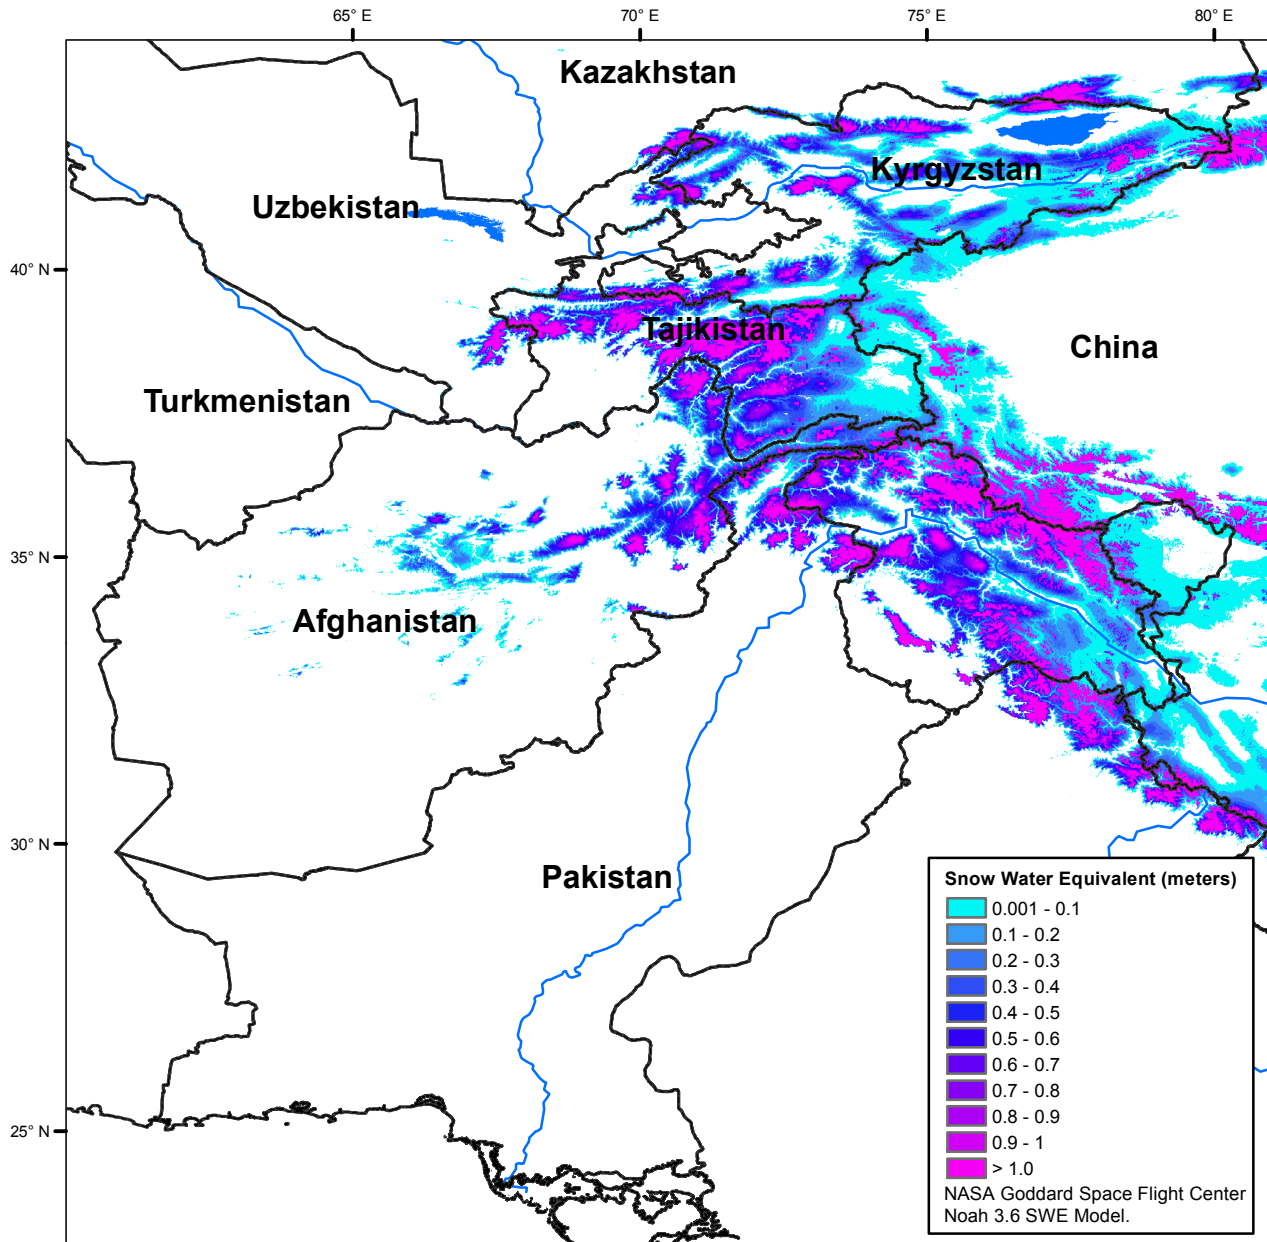 65° E
70° E
75° E
80° E
Kazakhstan
Kyrgyzstan
Uzbekistan
40° N
Tajikistan
China
Turkmenistan
35° N
Afghanistan
30° N
Pakistan
25° N
Snow Water Equivalent (meters)
0.001 - 0.1
0.1 - 0.2
0.2 - 0.3
0.3 - 0.4
0.4 - 0.5
0.5 - 0.6
0.6 - 0.7
0.7 - 0.8
0.8 - 0.9
0.9 - 1
> 1.0
NASA Goddard Space Flight Center
Noah 3.6 SWE Model.